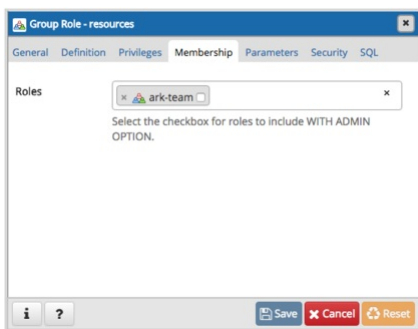 Group Role - resources
General Definition Privileges Membership Parameters Security SQL
Roles
ark-team
Select the checkbox for roles to include WITH ADMIN
OPTION.
i ? Save Cancel Reset